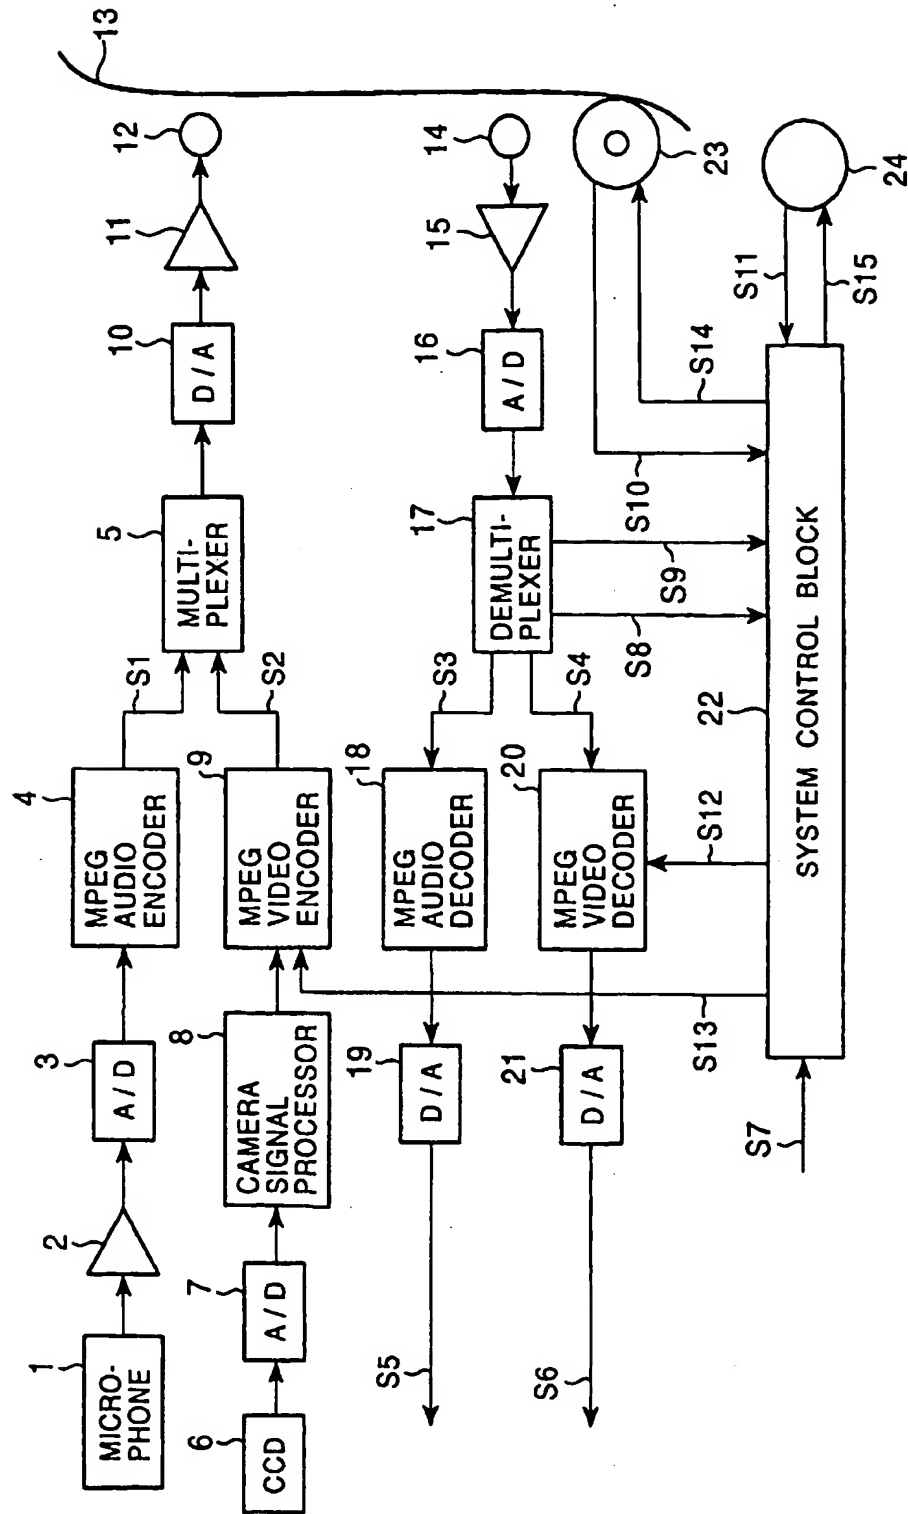 1
MICRO-
PHONE
2
3
A/D
4
MPEG
AUDIO
ENCODER
S1
5
MULTI-
PLEXER
10
D/A
11
12
13
6
CCD
7
A/D
8
CAMERA
SIGNAL
PROCESSOR
9
MPEG
VIDEO
ENCODER
S2
S5
19
D/A
18
MPEG
AUDIO
DECODER
S3
17
DEMULTI-
PLEXER
16
A/D
15
14
S6
21
D/A
20
MPEG
VIDEO
DECODER
S4
S7
S13
S12
22
S8
S9
S10
S14
23
SYSTEM CONTROL BLOCK
S11
S15
24